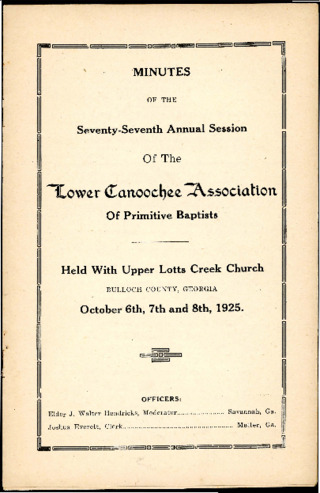 MINUTES
OF THE
Seventy-Seventh Annual Session
Of The
Lower Canoochee Association
Of Primitive Baptists
Held With Upper Lotts Creek Church
BULLOCH COUNTY, GEORGIA
October 6th, 7th and 8th, 1925.
OFFICERS:
Elder J. Walter Hendricks, Moderator.................... Savannah, Ga.
Joshua Everett, Clerk........................................ Metter, Ga.